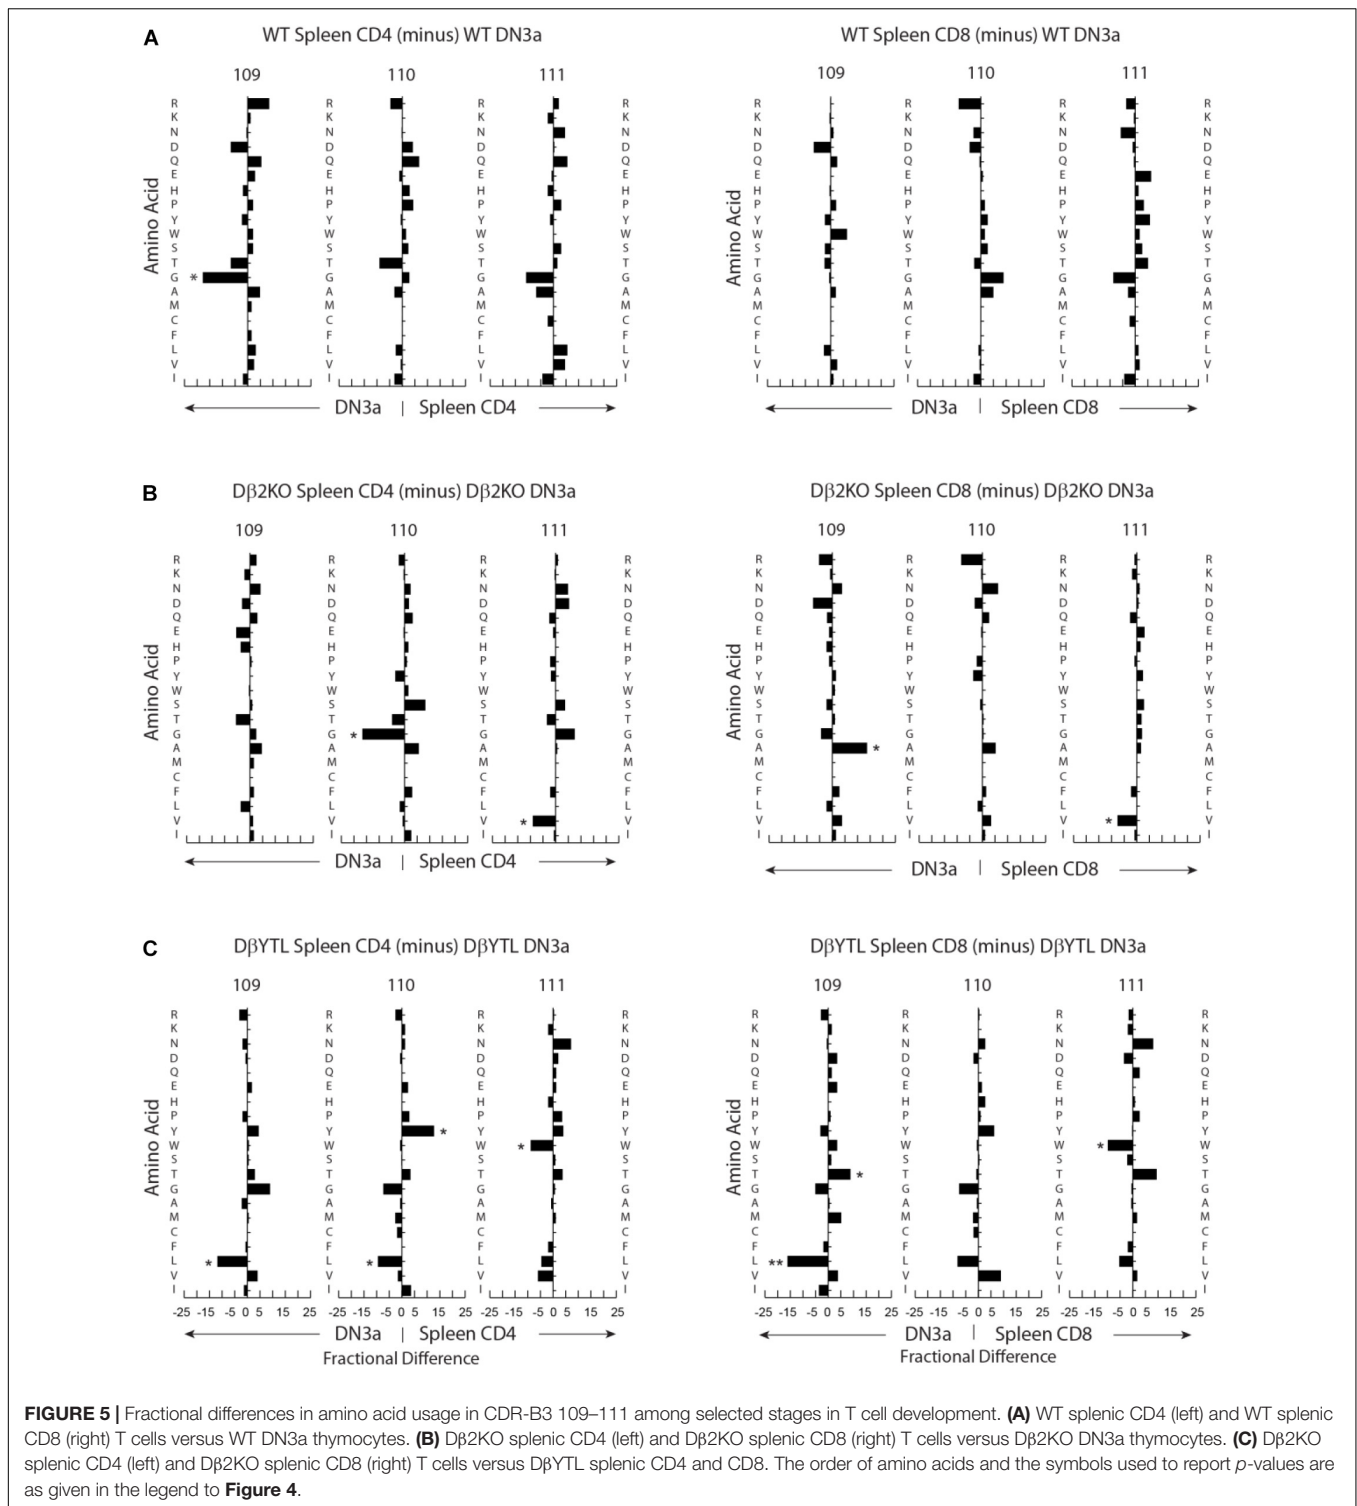 A
WT Spleen CD4 (minus) WT DN3a
WT Spleen CD8 (minus) WT DN3a
109 110 111
109 110 111
Amino Acid
R R R R
K K K K
N N N N
D D D D
Q Q Q Q
E E E E
H H H H
P P P P
Y Y Y Y
W W W W
S S S S
T T T T
G * G G G
A A A A
M M M M
C C C C
F F F F
L L L L
V V V V
I I I I
DN3a | Spleen CD4
Amino Acid
R R R R
K K K K
N N N N
D D D D
Q Q Q Q
E E E E
H H H H
P P P P
Y Y Y Y
W W W W
S S S S
T T T T
G G G G
A A A A
M M M M
C C C C
F F F F
L L L L
V V V V
I I I I
DN3a | Spleen CD8
B
Dβ2KO Spleen CD4 (minus) Dβ2KO DN3a
Dβ2KO Spleen CD8 (minus) Dβ2KO DN3a
109 110 111
109 110 111
Amino Acid
R R R R
K K K K
N N N N
D D D D
Q Q Q Q
E E E E
H H H H
P P P P
Y Y Y Y
W W W W
S S S S
T T T T
G G * G G
A A A A
M M M M
C C C C
F F F F
L L L L
V V V * V
I I I I
DN3a | Spleen CD4
Amino Acid
R R R R
K K K K
N N N N
D D D D
Q Q Q Q
E E E E
H H H H
P P P P
Y Y Y Y
W W W W
S S S S
T T T T
G G G G
A * A A A
M M M M
C C C C
F F F F
L L L L
V V V * V
I I I I
DN3a | Spleen CD8
C
DβYTL Spleen CD4 (minus) DβYTL DN3a
DβYTL Spleen CD8 (minus) DβYTL DN3a
109 110 111
109 110 111
Amino Acid
R R R R
K K K K
N N N N
D D D D
Q Q Q Q
E E E E
H H H H
P P P P
Y Y * Y Y
W W W * W
S S S S
T T T T
G G G G
A A A A
M M M M
C C C C
F F F F
L * L * L L
V V V V
I I I I
-25 -15 -5 0 5 15 25 -25 -15 -5 0 5 15 25 -25 -15 -5 0 5 15 25
DN3a | Spleen CD4
Fractional Difference
Amino Acid
R R R R
K K K K
N N N N
D D D D
Q Q Q Q
E E E E
H H H H
P P P P
Y Y Y Y
W W W * W
S S S S
T * T T T
G G G G
A A A A
M M M M
C C C C
F F F F
L ** L L L
V V V V
I I I I
-25 -15 -5 0 5 15 25 -25 -15 -5 0 5 15 25 -25 -15 -5 0 5 15 25
DN3a | Spleen CD8
Fractional Difference
FIGURE 5 | Fractional differences in amino acid usage in CDR-B3 109–111 among selected stages in T cell development. (A) WT splenic CD4 (left) and WT splenic
CD8 (right) T cells versus WT DN3a thymocytes. (B) Dβ2KO splenic CD4 (left) and Dβ2KO splenic CD8 (right) T cells versus Dβ2KO DN3a thymocytes. (C) Dβ2KO
splenic CD4 (left) and Dβ2KO splenic CD8 (right) T cells versus DβYTL splenic CD4 and CD8. The order of amino acids and the symbols used to report p-values are
as given in the legend to Figure 4.